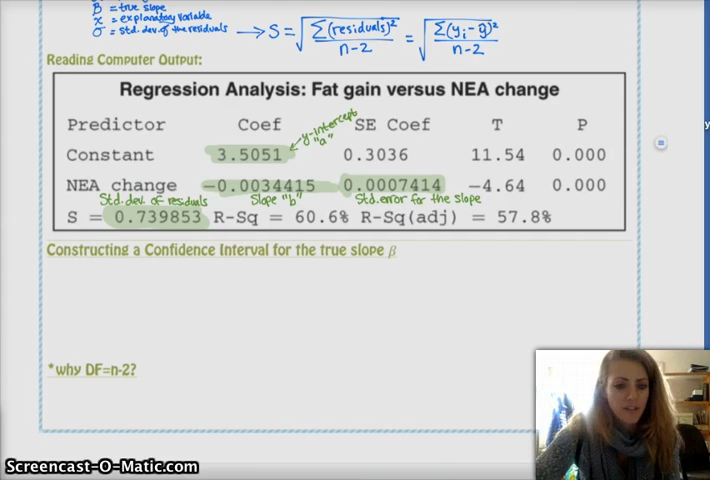 β = true slope
x = explanatory variable
σ = std. dev. of the residuals → S = √ Σ(residuals)² / n-2 = √ Σ(yᵢ - ŷ)² / n-2
Reading Computer Output:
Regression Analysis: Fat gain versus NEA change
Predictor Coef SE Coef T P
y-intercept "a"
Constant 3.5051 0.3036 11.54 0.000
NEA change -0.0034415 0.0007414 -4.64 0.000
Std. dev. of residuals Slope "b" Std. error for the slope
S = 0.739853 R-Sq = 60.6% R-Sq(adj) = 57.8%
Constructing a Confidence Interval for the true slope β
*why DF=n-2?
Screencast-O-Matic.com